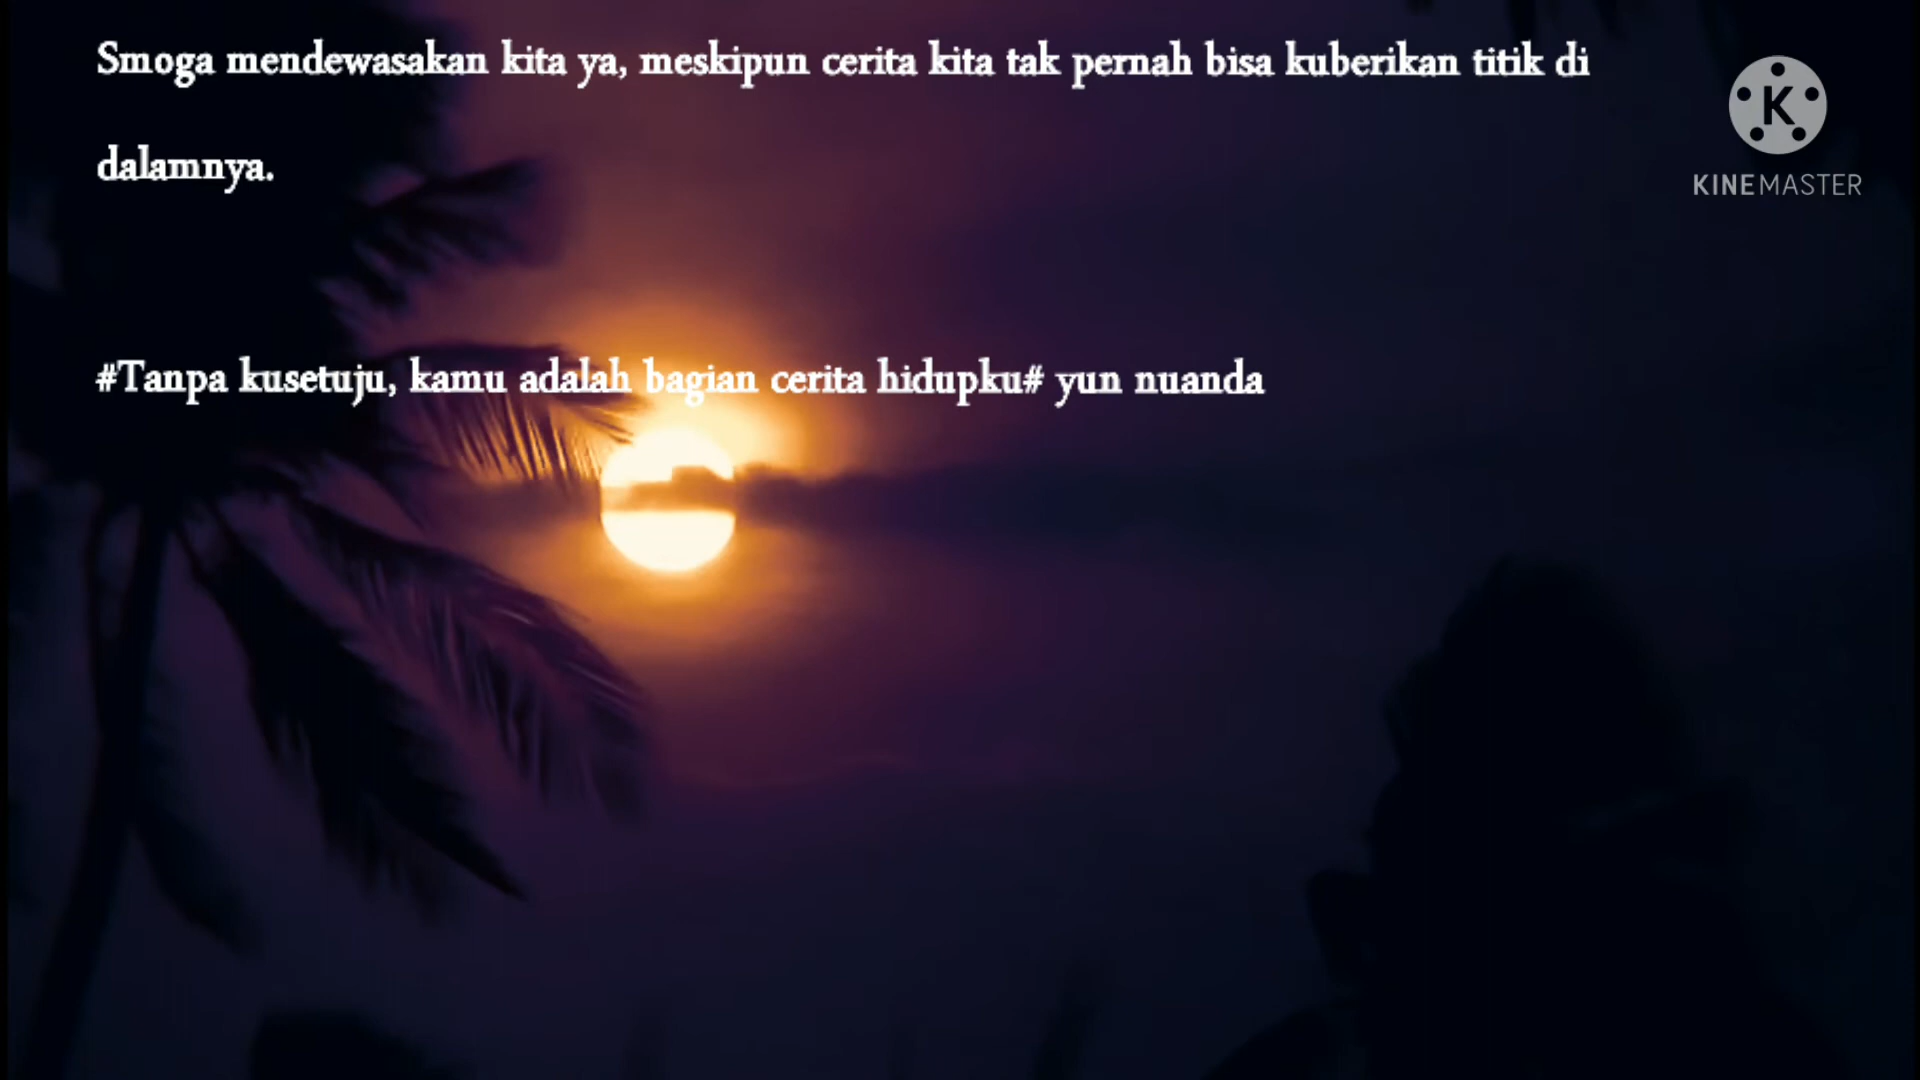 Smoga mendewasakan kita ya, meskipun cerita kita tak pernah bisa kuberikan titik di
dalamnya.
#Tanpa kusetuju, kamu adalah bagian cerita hidupku# yun nuanda
K
KINEMASTER